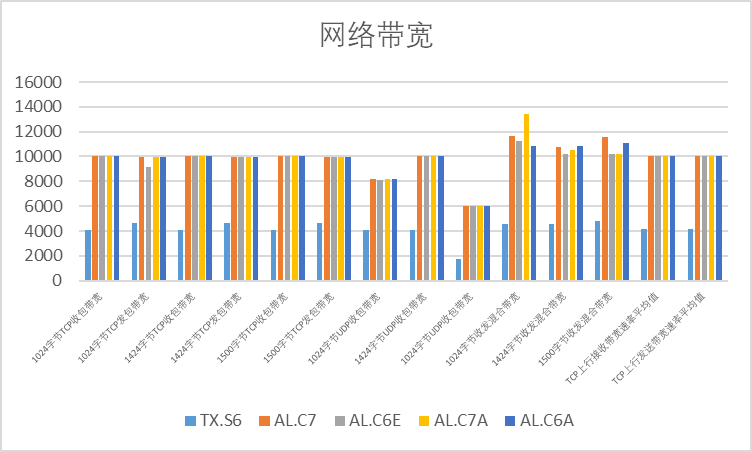 网络带宽
16000
14000
12000
10000
8000
6000
4000
2000
0
1024字节TCP收包带宽
1024字节TCP发包带宽
1424字节TCP收包带宽
1424字节TCP发包带宽
1500字节TCP收包带宽
1500字节TCP发包带宽
1024字节UDP收包带宽
1424字节UDP收包带宽
1024字节UDP收包带宽
1024字节收发混合带宽
1424字节收发混合带宽
1500字节收发混合带宽
TCP上行接收带宽速率平均值
TCP上行发送带宽速率平均值
TX.S6 AL.C7 AL.C6E AL.C7A AL.C6A